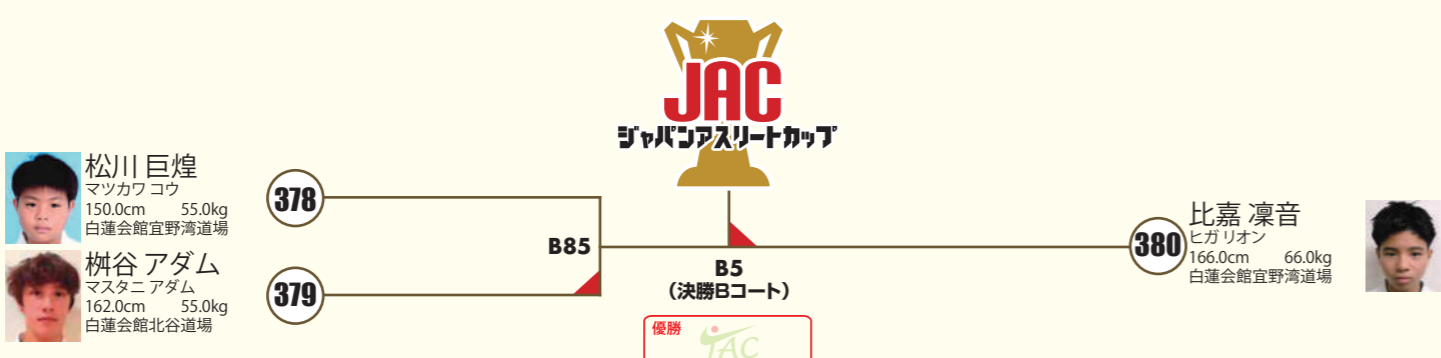 JAC
ジャパンアスリートカップ
松川 巨煌
マツカワ コウ
150.0cm 55.0kg
白蓮会館宜野湾道場
378
桝谷 アダム
マスタニ アダム
162.0cm 55.0kg
白蓮会館北谷道場
379
B85
B5
(決勝Bコート)
380
比嘉 凜音
ヒガ リオン
166.0cm 66.0kg
白蓮会館宜野湾道場
優勝
JAC